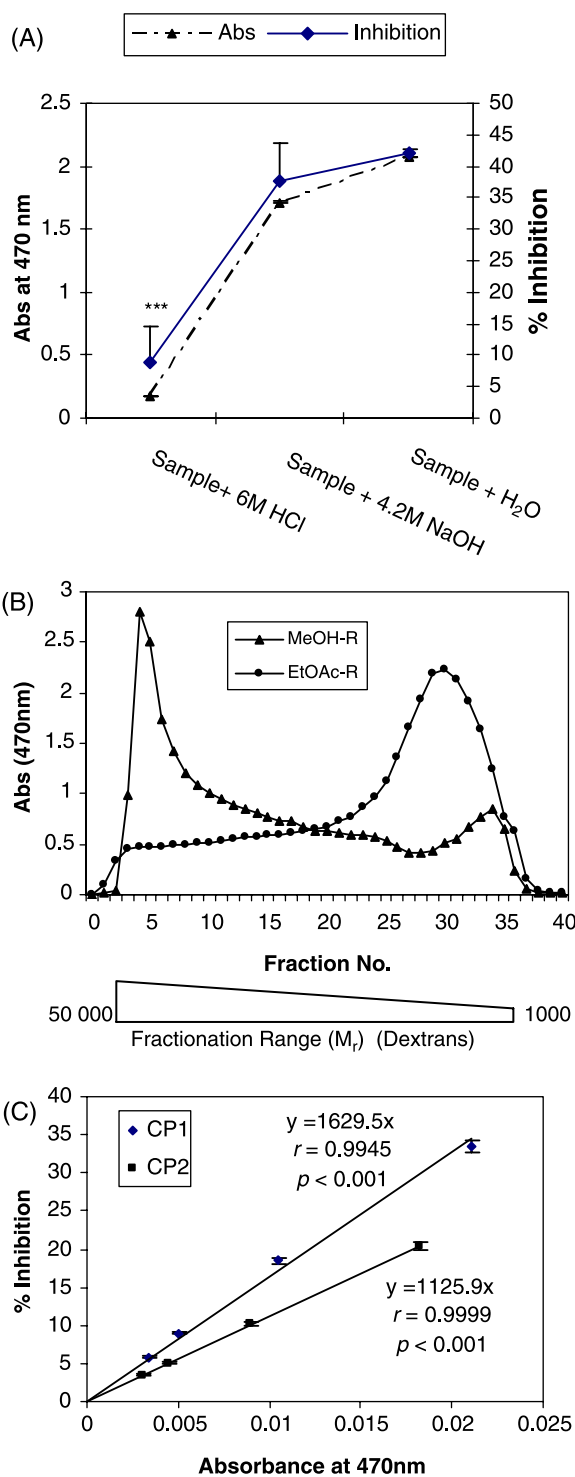 (A)
Abs
Inhibition
2.5
2
1.5
1
0.5
0
Abs at 470 nm
***
50
45
40
35
30
25
20
15
10
5
0
% Inhibition
Sample+ 6M HCl
Sample + 4.2M NaOH
Sample + H₂O
(B)
3
2.5
2
1.5
1
0.5
0
Abs (470nm)
MeOH-R
EtOAc-R
0 5 10 15 20 25 30 35 40
Fraction No.
50 000
1000
Fractionation Range (Mᵣ) (Dextrans)
(C)
40
35
30
25
20
15
10
5
0
% Inhibition
CP1
CP2
y =1629.5x
r = 0.9945
p < 0.001
y =1125.9x
r = 0.9999
p < 0.001
0 0.005 0.01 0.015 0.02 0.025
Absorbance at 470nm